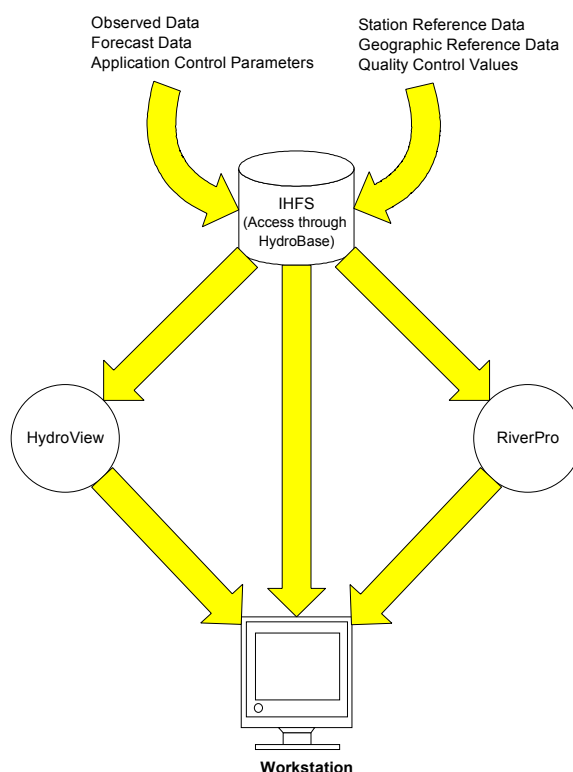 Observed Data
Forecast Data
Application Control Parameters
Station Reference Data
Geographic Reference Data
Quality Control Values
IHFS
(Access through
HydroBase)
HydroView
RiverPro
Workstation